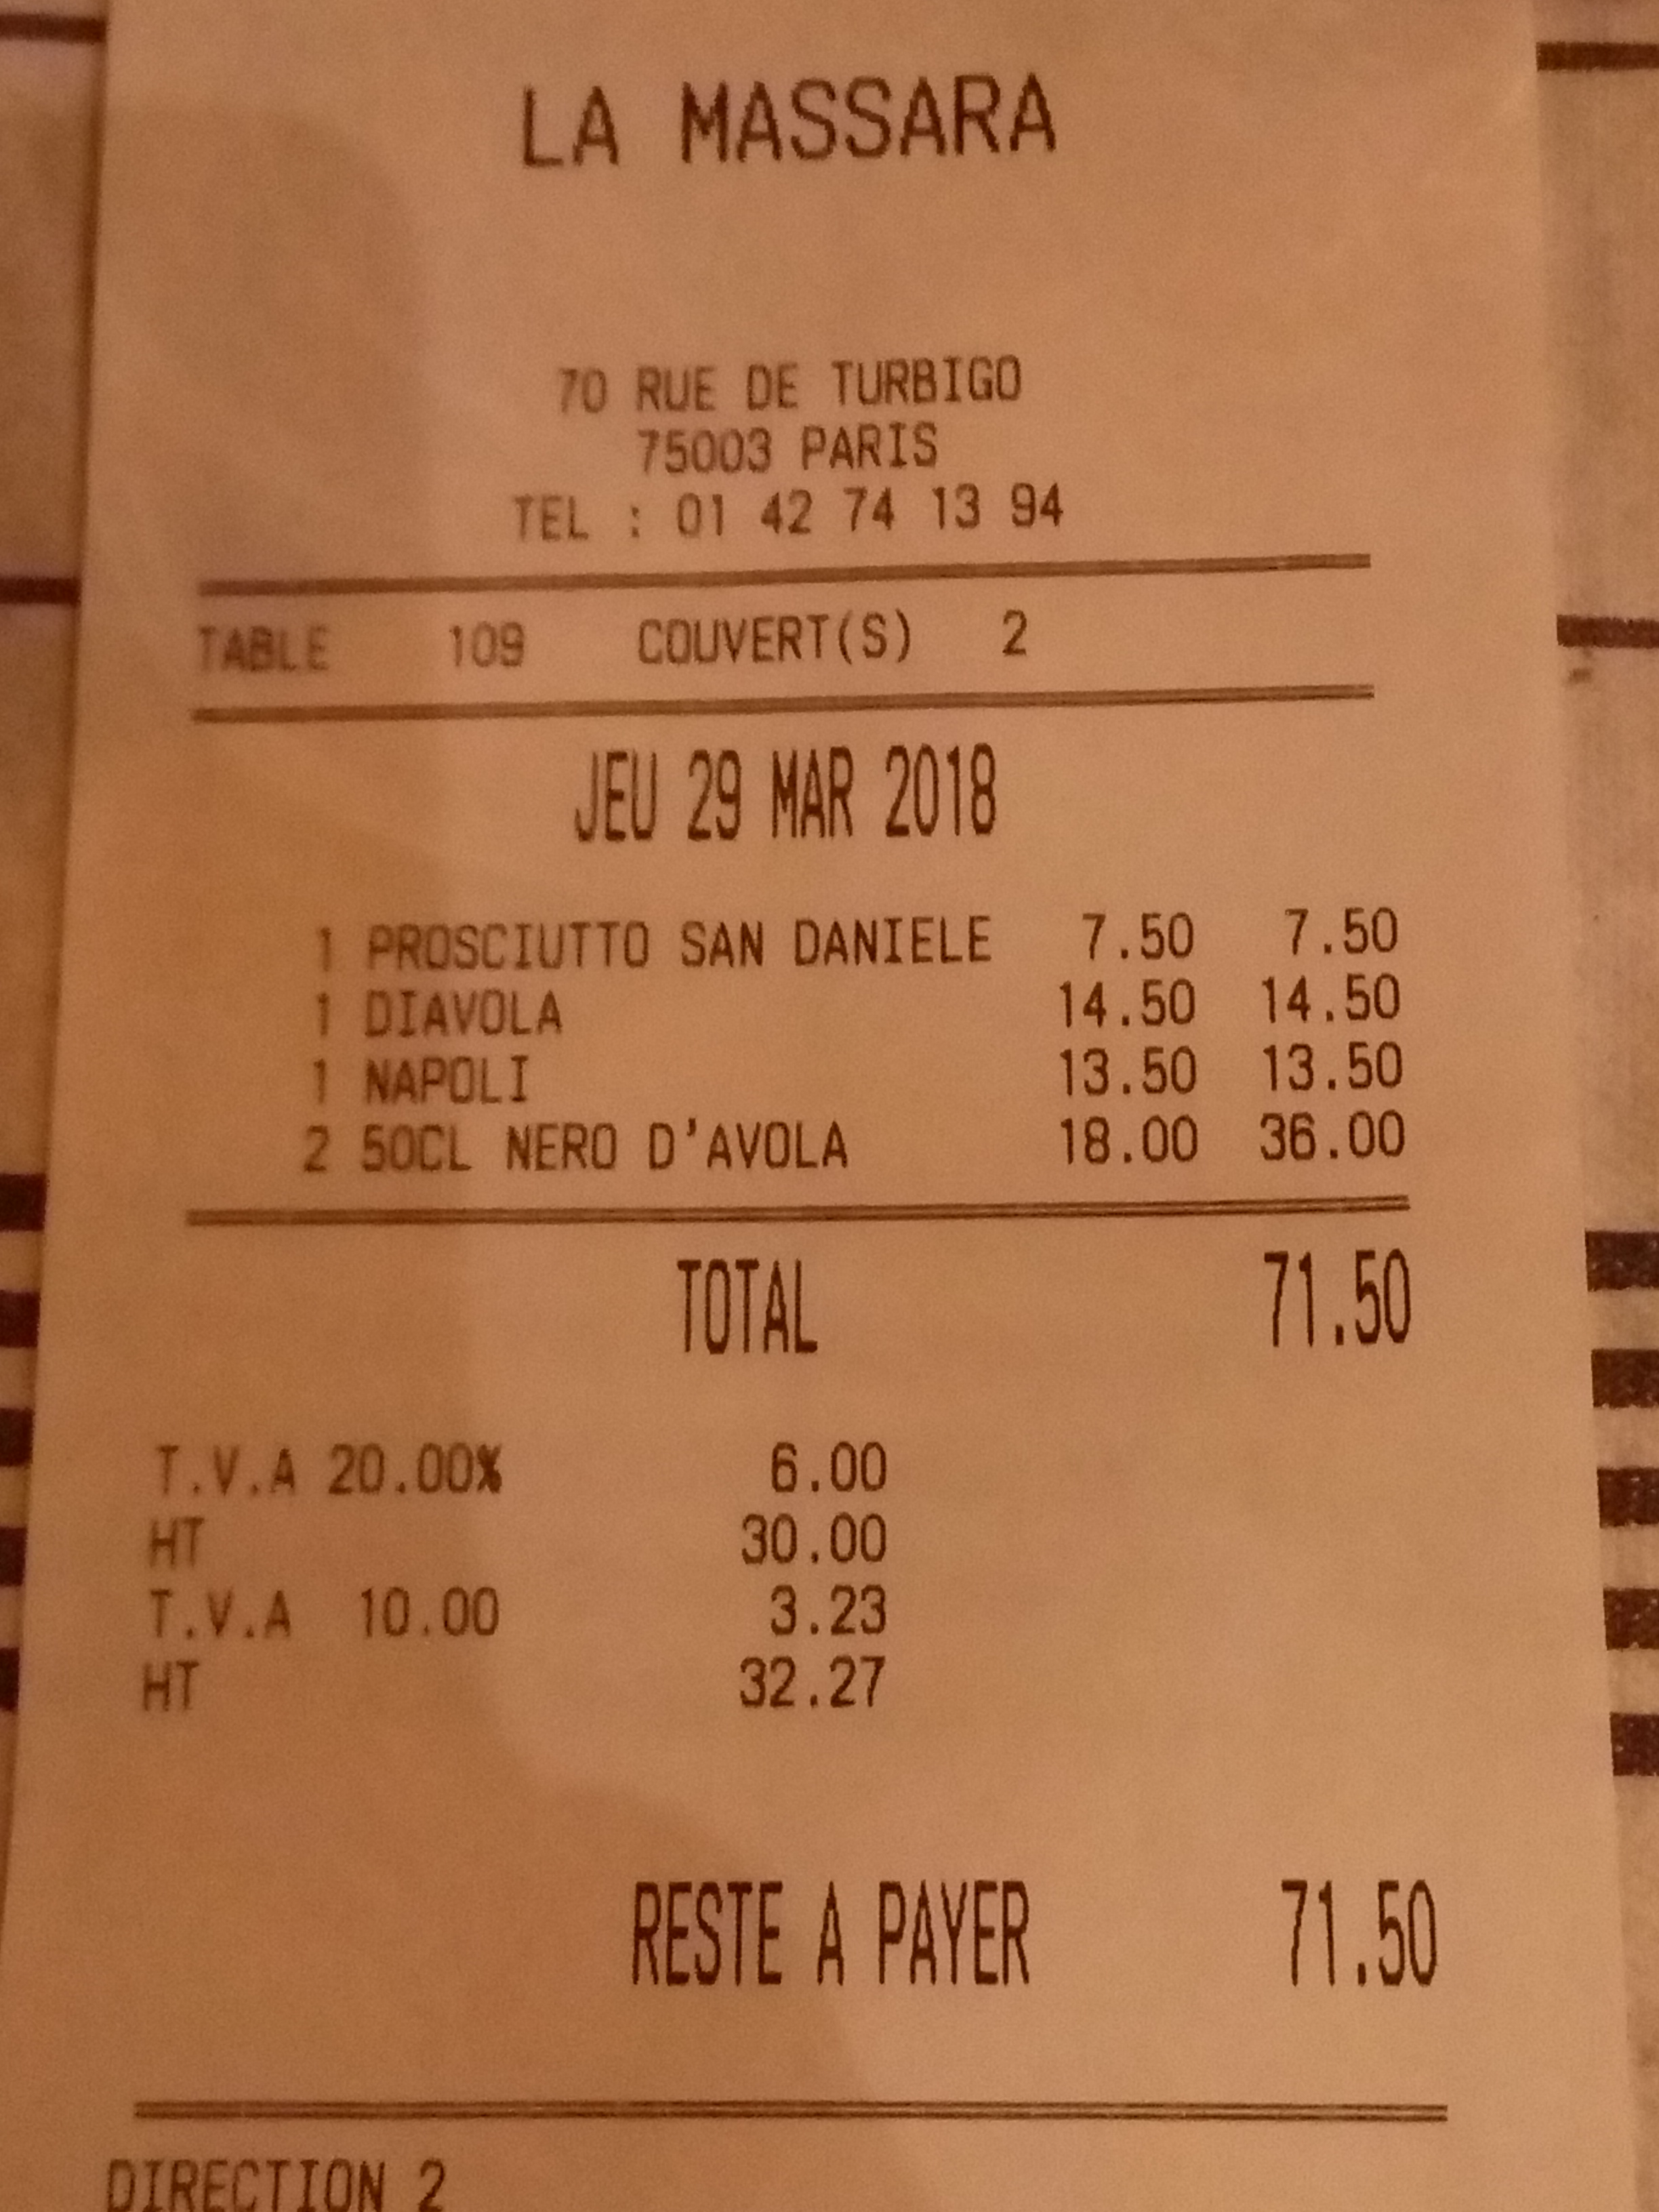 LA MASSARA
70 RUE DE TURBIGO
75003 PARIS
TEL : 01 42 74 13 94
TABLE 109 COUVERT(S) 2
JEU 29 MAR 2018
1 PROSCIUTTO SAN DANIELE 7.50 7.50
1 DIAVOLA 14.50 14.50
1 NAPOLI 13.50 13.50
2 50CL NERO D'AVOLA 18.00 36.00
TOTAL 71.50
T.V.A 20.00% 6.00
HT 30.00
T.V.A 10.00 3.23
HT 32.27
RESTE A PAYER 71.50
DIRECTION 2